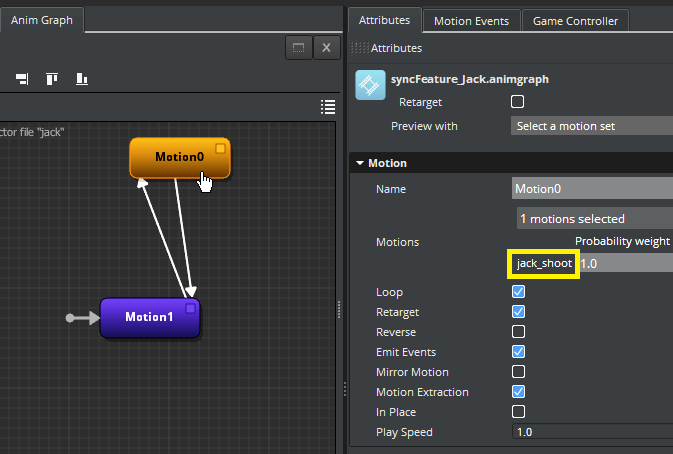 Anim Graph
ctor file "jack"
Motion0
Motion1
Attributes
Motion Events
Game Controller
Attributes
syncFeature_Jack.animgraph
Retarget
Preview with
Select a motion set
Motion
Name
Motion0
1 motions selected
Motions
Probability weight
jack_shoot
1.0
Loop
Retarget
Reverse
Emit Events
Mirror Motion
Motion Extraction
In Place
Play Speed
1.0